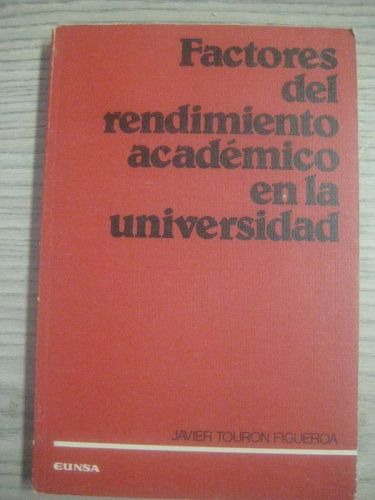 Factores
del
rendimiento
académico
en la
universidad
JAVIER TOURON FIGUEROA
EUNSA